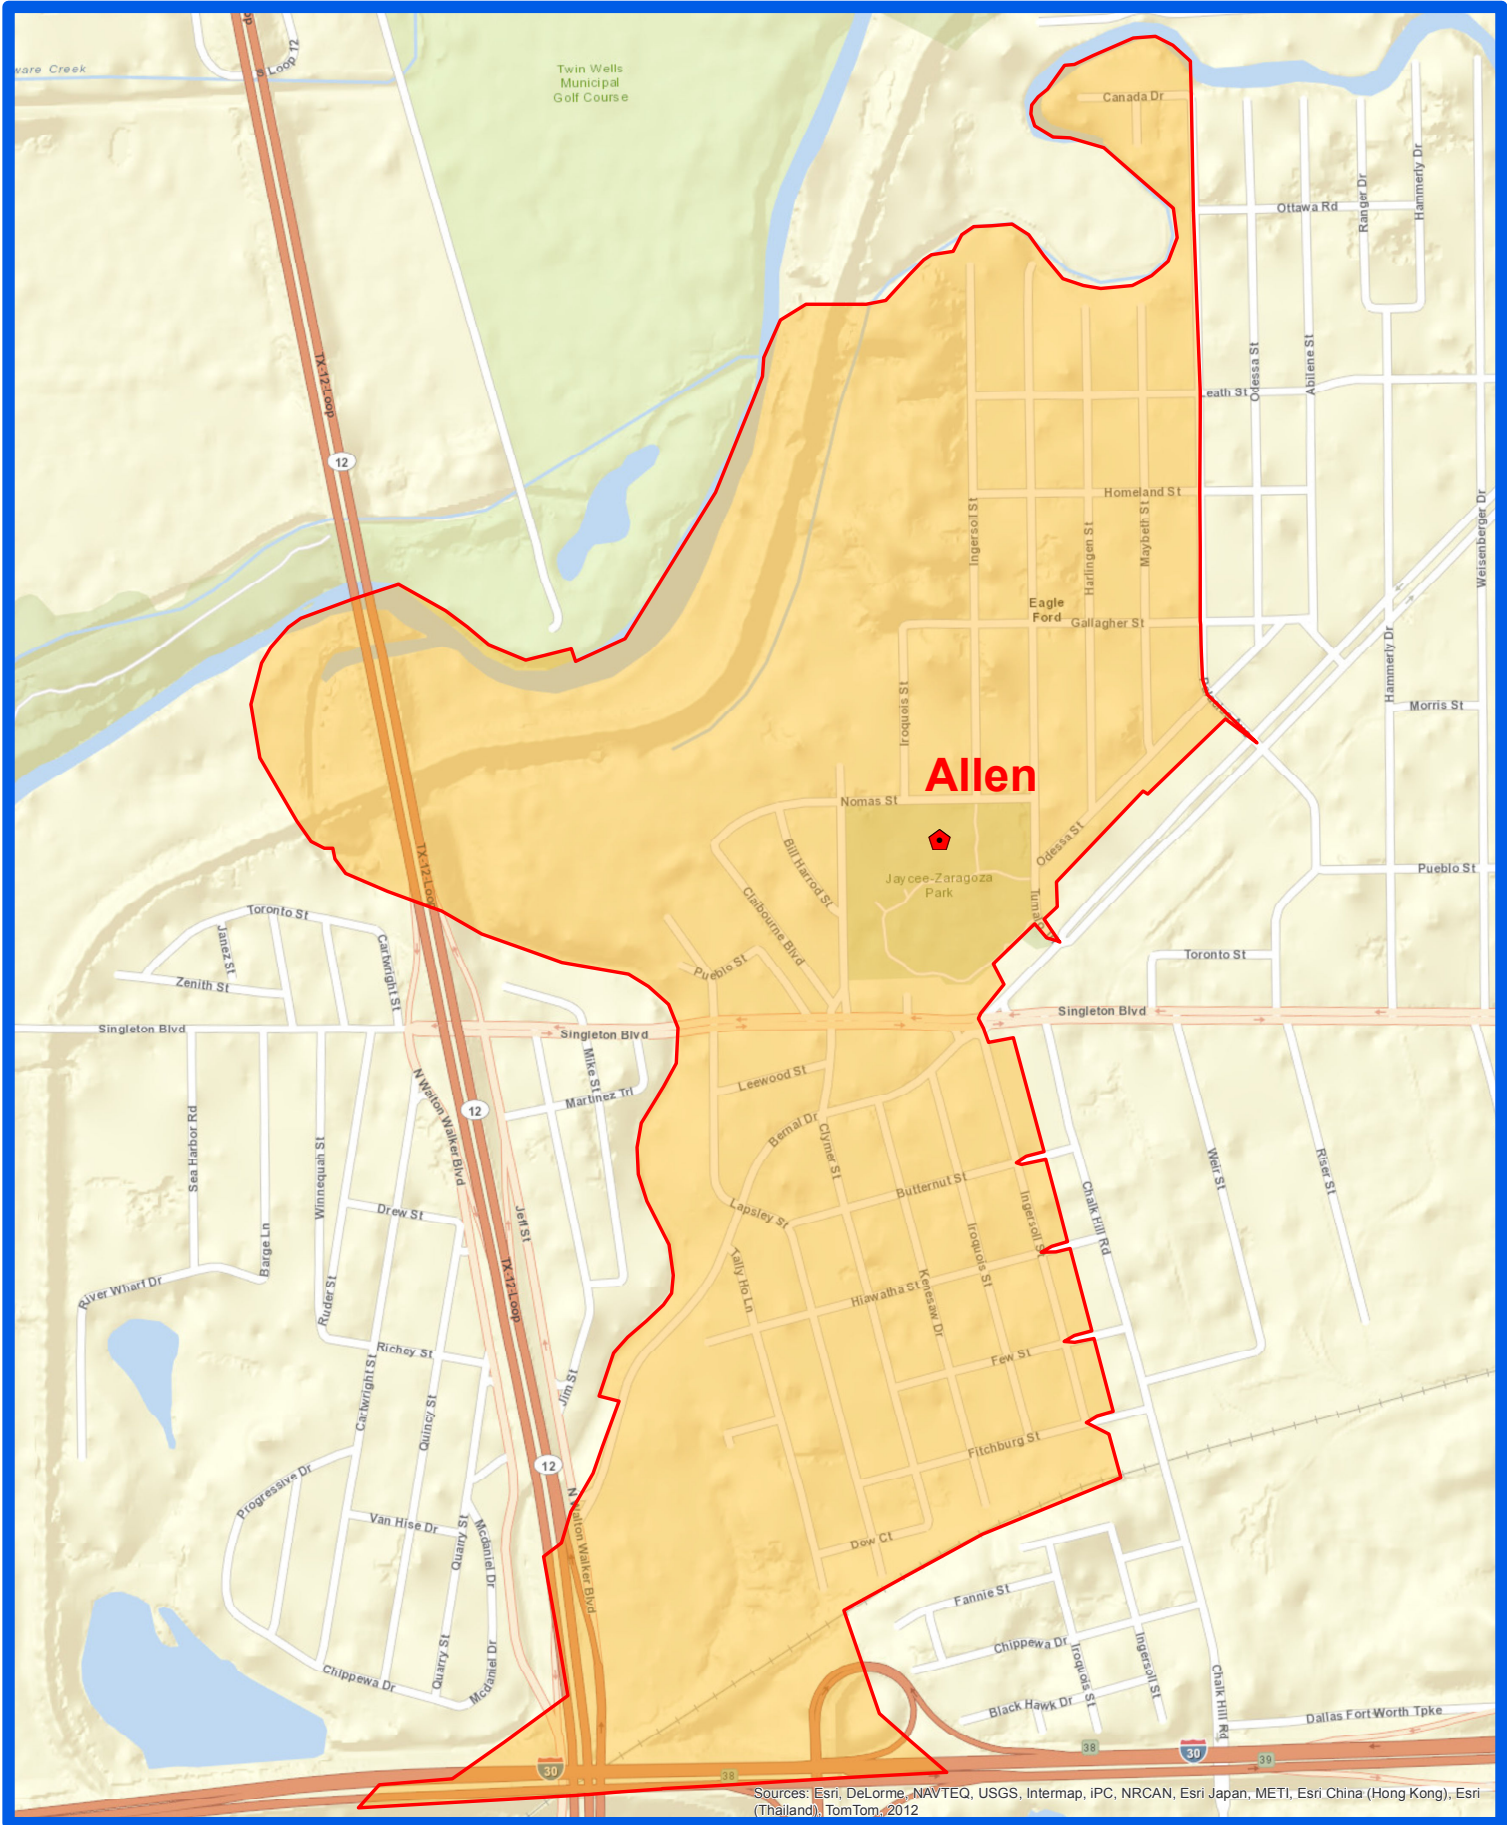 ware Creek
S Loop 12
Twin Wells
Municipal
Golf Course
Canada Dr
Ottawa Rd
Ranger Dr
Hammerly Dr
TX-12-Loop
Leath St
Odessa St
Abilene St
12
Ingersol St
Homeland St
Harlingen St
Maybeth St
Weisenberger Dr
Eagle
Ford
Gallagher St
Iroquois St
Hammerly Dr
Morris St
Allen
Nomas St
Odessa St
Bill Harrod St
Claibourne Blvd
Jaycee-Zaragoza
Park
Pueblo St
TX-12-Loop
Toronto St
Janez St
Zenith St
Cartwright St
Pueblo St
Toronto St
Singleton Blvd
Singleton Blvd
Singleton Blvd
Mike St
Martinez Trl
Leewood St
N Walton Walker Blvd
12
Sea Harbor Rd
Winnequah St
Bernal Dr
Clymer St
Weir St
Riser St
Butternut St
Ingersoll St
Chalk Hill Rd
Drew St
Jeff St
Lapsley St
Barge Ln
Iroquois St
Tally Ho Ln
River Wharf Dr
Ruder St
TX-12-Loop
Hiawatha St
Kenesaw Dr
Richey St
Few St
Cartwright St
Quincy St
Jim St
Fitchburg St
12
Progressive Dr
N Walton Walker Blvd
Van Hise Dr
Quarry St
Mcdaniel Dr
Dow Ct
Fannie St
Chippewa Dr
Iroquois St
Ingersoll St
Quarry St
Mcdaniel Dr
Chippewa Dr
Black Hawk Dr
Chalk Hill Rd
Dallas Fort Worth Tpke
38
30
39
30
38
Sources: Esri, DeLorme, NAVTEQ, USGS, Intermap, iPC, NRCAN, Esri Japan, METI, Esri China (Hong Kong), Esri
(Thailand), TomTom, 2012